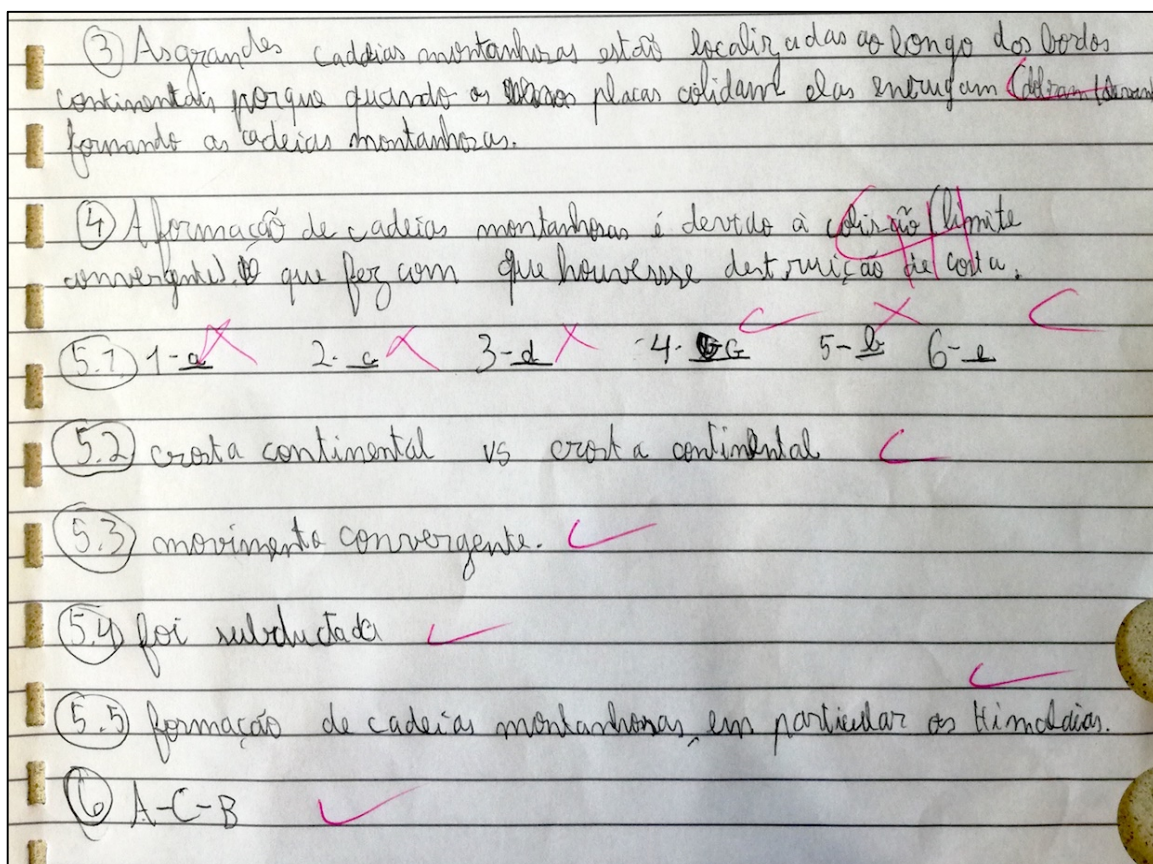 ③ As grandes cadeias montanhosas estão localizadas ao longo dos bordos
continentais porque quando as placas colidam elas enrugam (dobram
formando as cadeias montanhosas.
④ A formação de cadeias montanhosas é devido à colisão (limite
convergente). O que fez com que houvesse destruição de costa.
5.1 1-a 2-c 3-d 4-G 5-b 6-e
5.2 crosta continental vs crosta continental
5.3 movimento convergente.
5.4 foi subductada
5.5 formação de cadeias montanhosas, em particular os Himalaias.
6 A-C-B